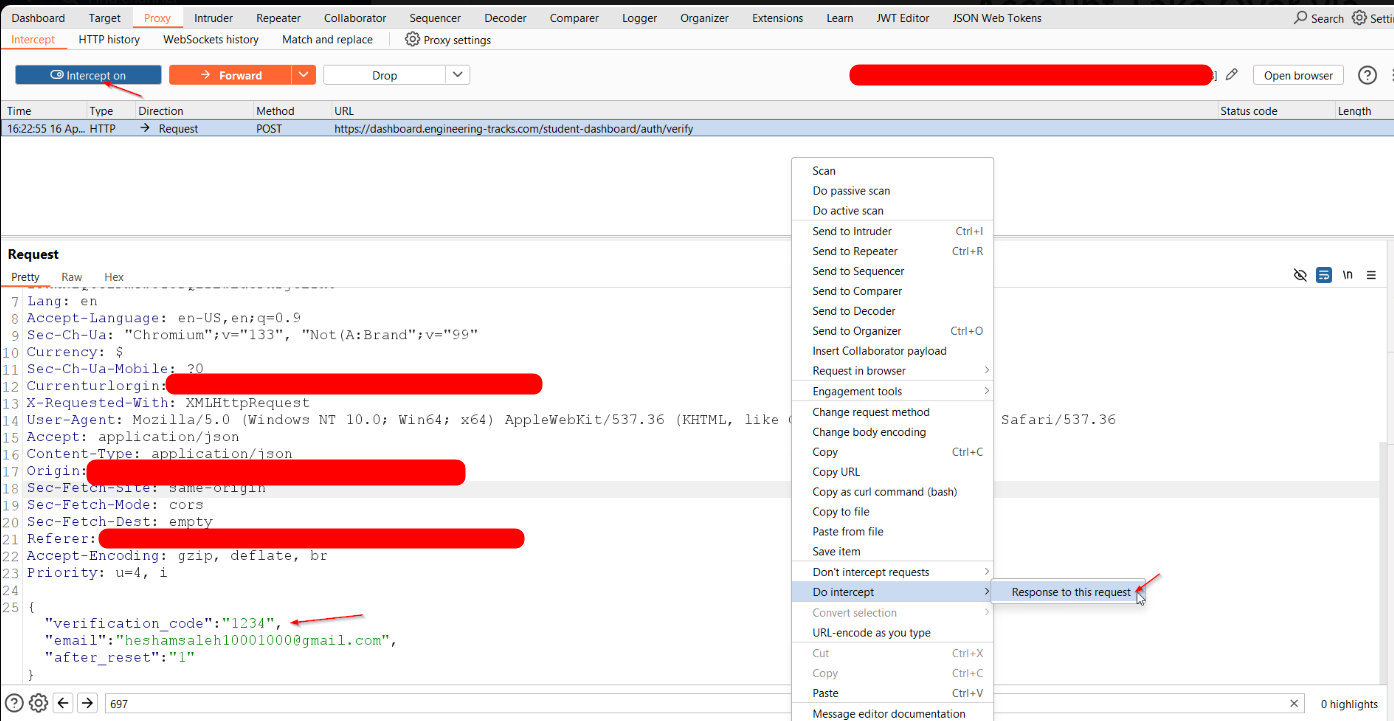 Dashboard Target Proxy Intruder Repeater Collaborator Sequencer Decoder Comparer Logger Organizer Extensions Learn JWT Editor JSON Web Tokens Search
Intercept HTTP history WebSockets history Match and replace Proxy settings
Intercept on Forward Drop Open browser
Time Type Direction Method URL Status code Length
16:22:55 16 Ap... HTTP Request POST https://dashboard.engineering-tracks.com/student-dashboard/auth/verify
Scan
Do passive scan
Do active scan
Send to Intruder Ctrl+I
Send to Repeater Ctrl+R
Send to Sequencer
Send to Comparer
Send to Decoder
Send to Organizer Ctrl+O
Insert Collaborator payload
Request in browser
Engagement tools
Change request method
Change body encoding
Copy Ctrl+C
Copy URL
Copy as curl command (bash)
Copy to file
Paste from file
Save item
Don't intercept requests
Do intercept
Response to this request
Convert selection
URL-encode as you type
Cut Ctrl+X
Copy Ctrl+C
Paste Ctrl+V
Message editor documentation
Request
Pretty Raw Hex \n
7 Lang: en
8 Accept-Language: en-US,en;q=0.9
9 Sec-Ch-Ua: "Chromium";v="133", "Not(A:Brand";v="99"
10 Currency: $
11 Sec-Ch-Ua-Mobile: ?0
12 Currenturlorgin:
13 X-Requested-With: XMLHttpRequest
14 User-Agent: Mozilla/5.0 (Windows NT 10.0; Win64; x64) AppleWebKit/537.36 (KHTML, like Safari/537.36
15 Accept: application/json
16 Content-Type: application/json
17 Origin:
18 Sec-Fetch-Site: same-origin
19 Sec-Fetch-Mode: cors
20 Sec-Fetch-Dest: empty
21 Referer:
22 Accept-Encoding: gzip, deflate, br
23 Priority: u=4, i
24
25 {
"verification_code":"1234",
"email":"heshamsaleh10001000@gmail.com",
"after_reset":"1"
}
697 0 highlights